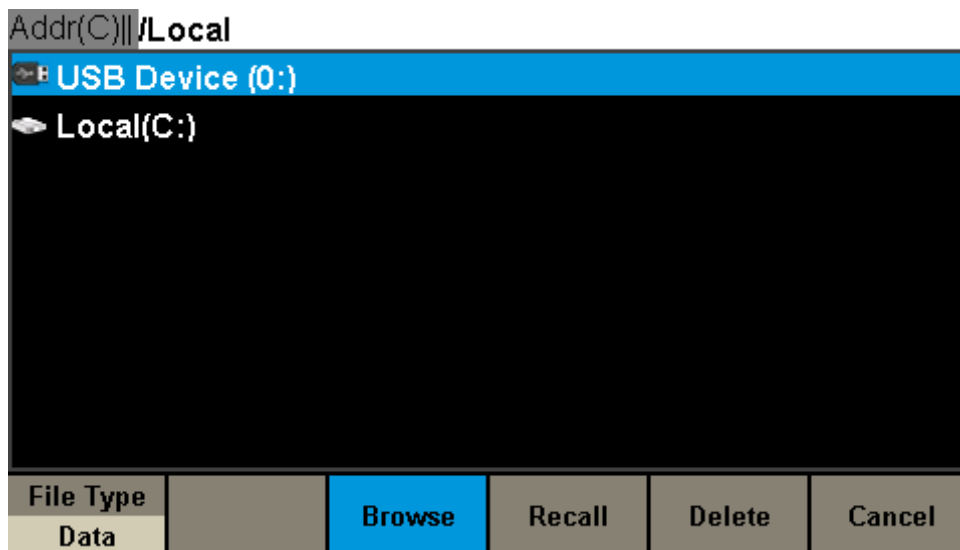 Addr(C)|| /Local
USB Device (0:)
Local(C:)
File Type
Data
Browse
Recall
Delete
Cancel